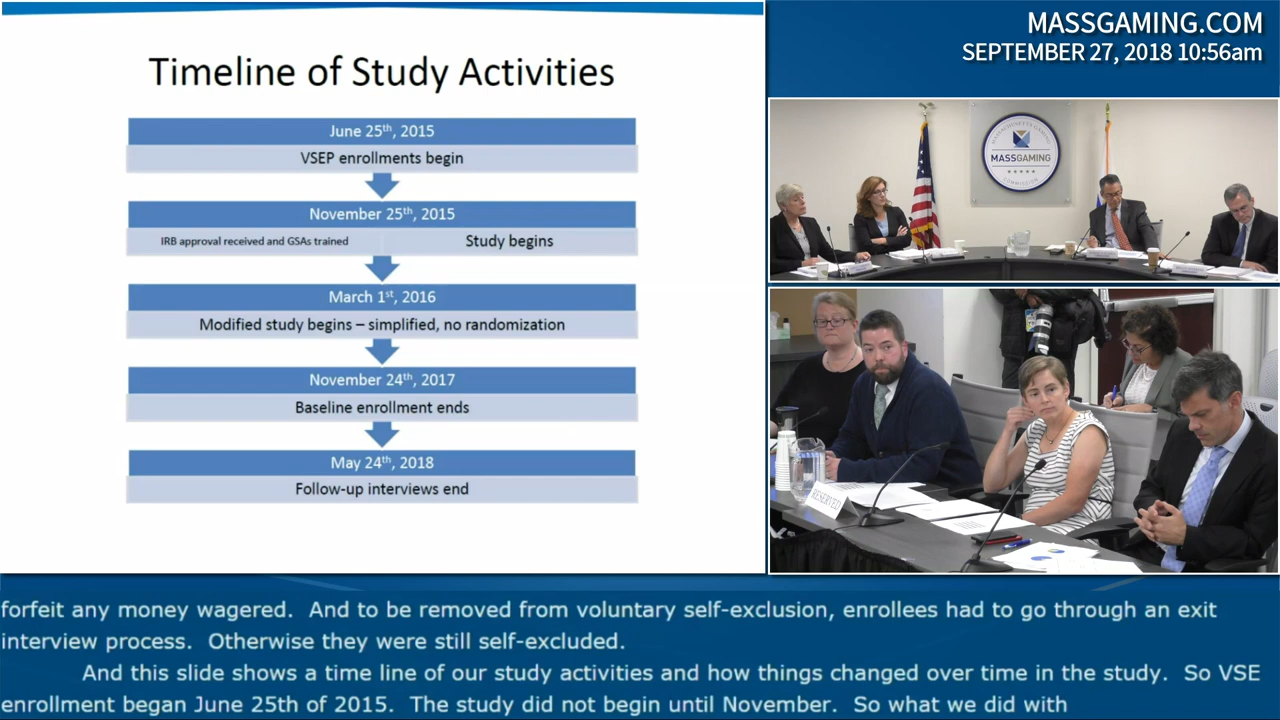 MASSGAMING.COM
SEPTEMBER 27, 2018 10:56am
Timeline of Study Activities
June 25th, 2015
VSEP enrollments begin
November 25th, 2015
IRB approval received and GSAs trained
Study begins
March 1st, 2016
Modified study begins – simplified, no randomization
November 24th, 2017
Baseline enrollment ends
May 24th, 2018
Follow-up interviews end
MASSACHUSETTS GAMING
MASSGAMING
COMMISSION
RESERVED
forfeit any money wagered. And to be removed from voluntary self-exclusion, enrollees had to go through an exit
interview process. Otherwise they were still self-excluded.
And this slide shows a time line of our study activities and how things changed over time in the study. So VSE
enrollment began June 25th of 2015. The study did not begin until November. So what we did with